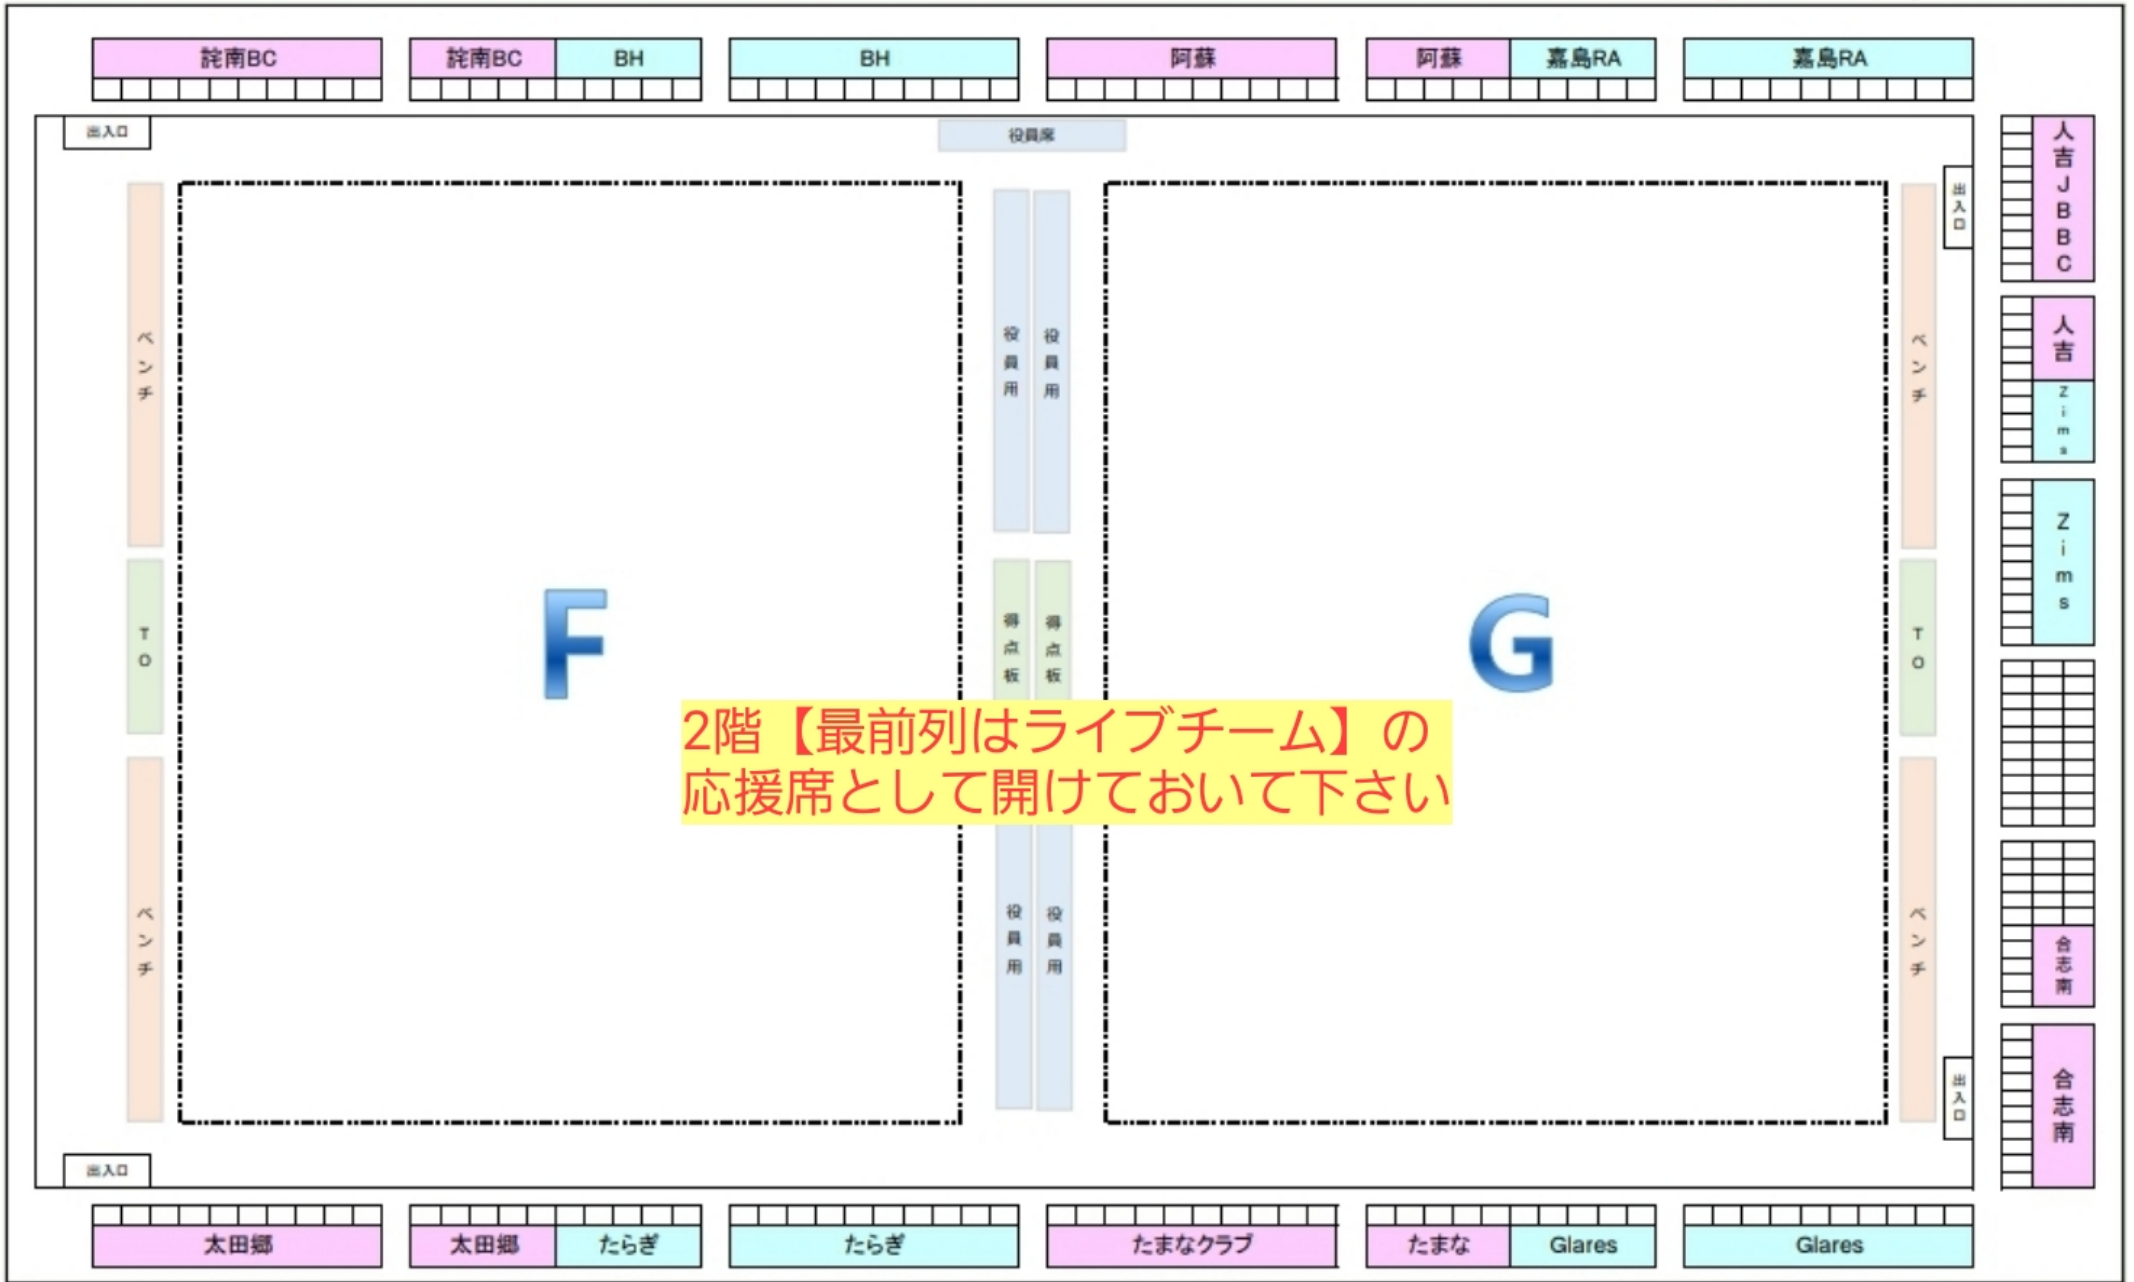 詫南BC
詫南BC
BH
BH
阿蘇
阿蘇
嘉島RA
嘉島RA
出入口
役員席
人吉JBBC
出入口
ベンチ
役員用
役員用
ベンチ
人吉
Zims
Zims
TO
F
得点板
得点板
G
TO
2階【最前列はライブチーム】の
応援席として開けておいて下さい
ベンチ
役員用
役員用
ベンチ
合志南
合志南
出入口
出入口
太田郷
太田郷
たらぎ
たらぎ
たまなクラブ
たまな
Glares
Glares